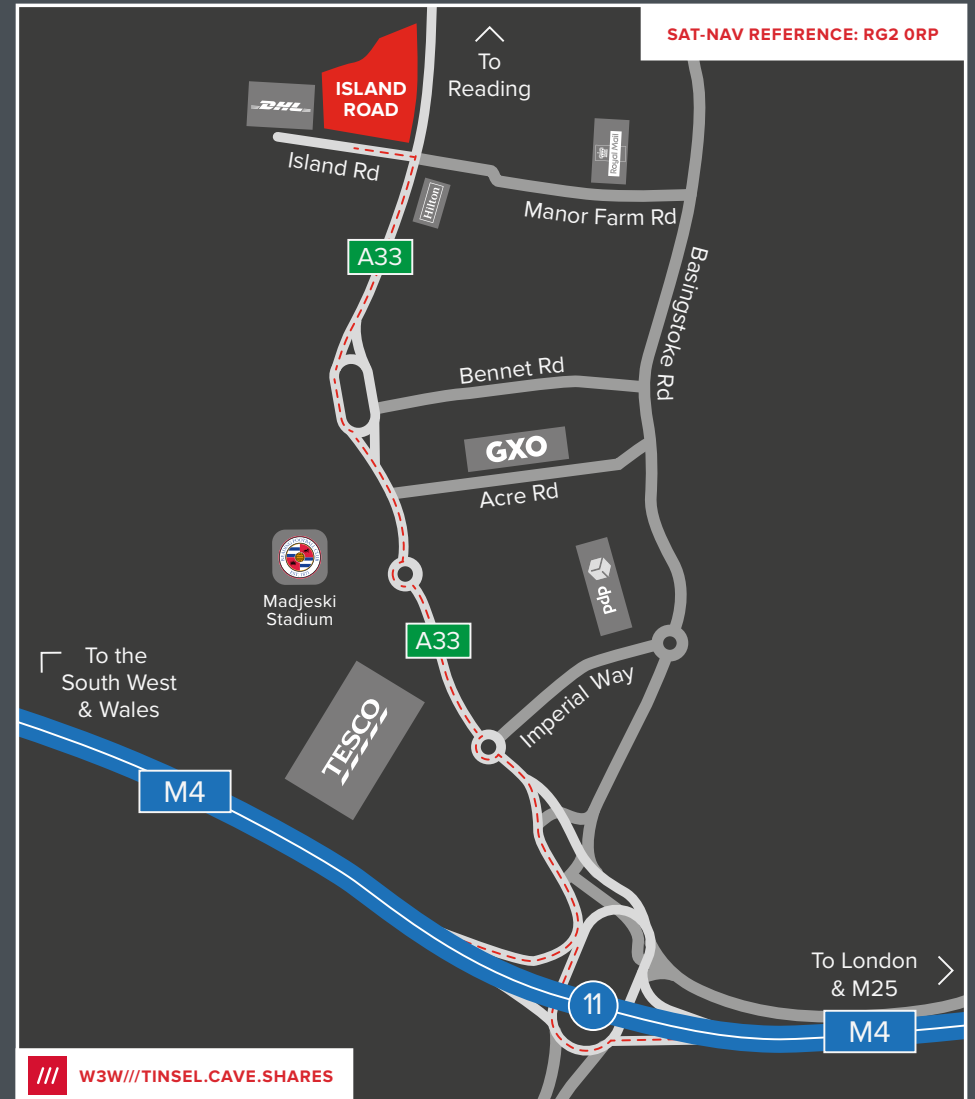 SAT-NAV REFERENCE: RG2 0RP
To
Reading
ISLAND
ROAD
DHL
Royal Mail
Island Rd
Hilton
Manor Farm Rd
A33
Basingstoke Rd
Bennet Rd
GXO
Acre Rd
Madjeski
Stadium
dpd
A33
To the
South West
& Wales
Imperial Way
TESCO
M4
To London
& M25
11
M4
///
W3W///TINSEL.CAVE.SHARES